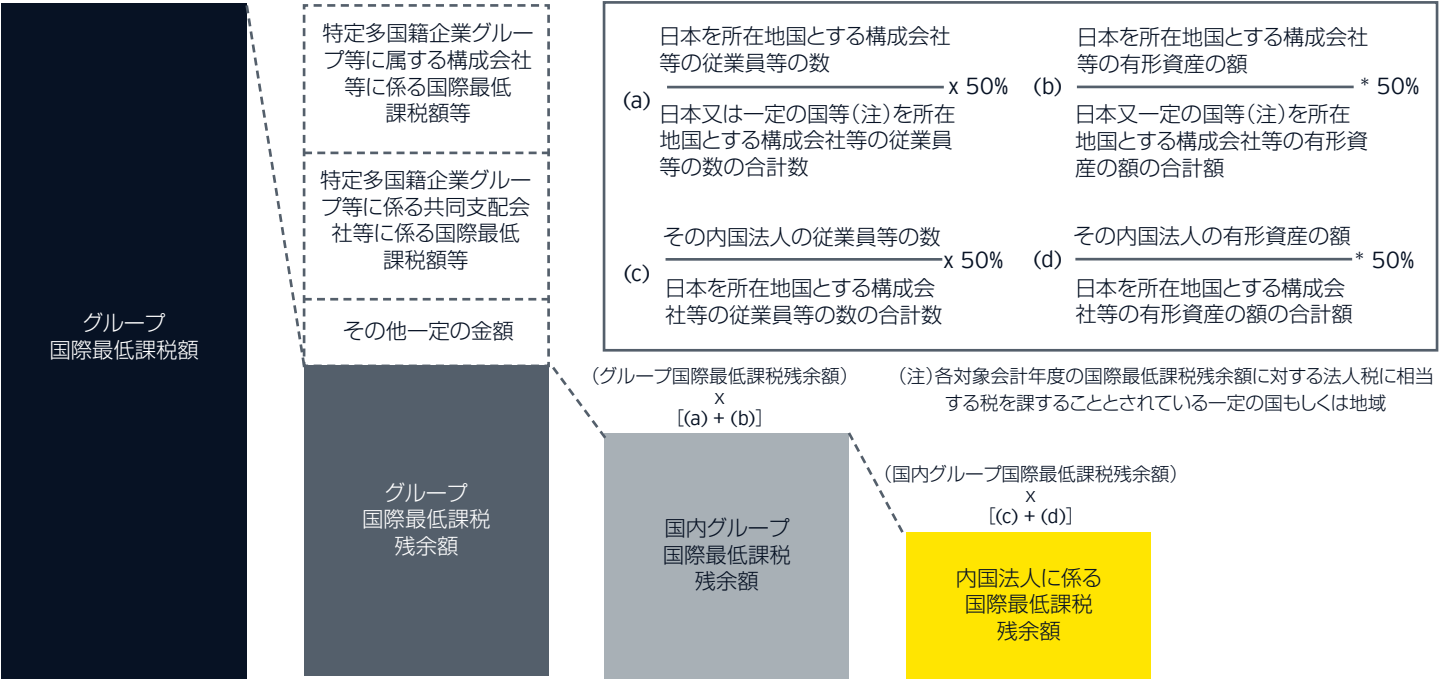 グループ
国際最低課税額
特定多国籍企業グルー
プ等に属する構成会社
等に係る国際最低
課税額等
特定多国籍企業グルー
プ等に係る共同支配会
社等に係る国際最低
課税額等
その他一定の金額
グループ
国際最低課税
残余額
(a)
日本を所在地国とする構成会社
等の従業員等の数
x 50%
日本又は一定の国等（注）を所在
地国とする構成会社等の従業員
等の数の合計数
(b)
日本を所在地国とする構成会社
等の有形資産の額
* 50%
日本又一定の国等（注）を所在
地国とする構成会社等の有形資
産の額の合計額
(c)
その内国法人の従業員等の数
x 50%
日本を所在地国とする構成会
社等の従業員等の数の合計数
(d)
その内国法人の有形資産の額
* 50%
日本を所在地国とする構成会
社等の有形資産の額の合計額
（グループ国際最低課税残余額）
x
[(a) + (b)]
（注）各対象会計年度の国際最低課税残余額に対する法人税に相当
する税を課することとされている一定の国もしくは地域
国内グループ
国際最低課税
残余額
（国内グループ国際最低課税残余額）
x
[(c) + (d)]
内国法人に係る
国際最低課税
残余額